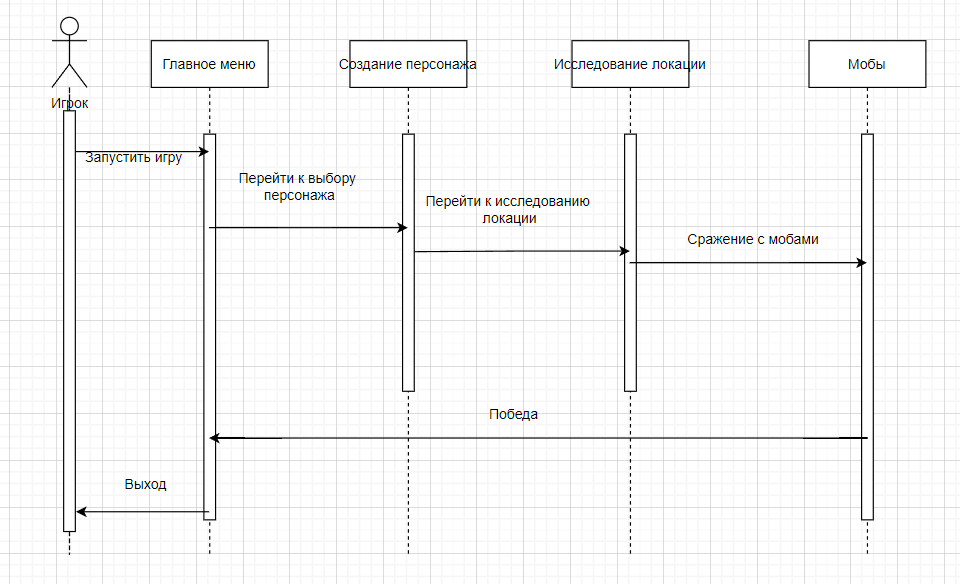 Игрок
Главное меню
Создание персонажа
Исследование локации
Мобы
Запустить игру
Перейти к выбору
персонажа
Перейти к исследованию
локации
Сражение с мобами
Победа
Выход